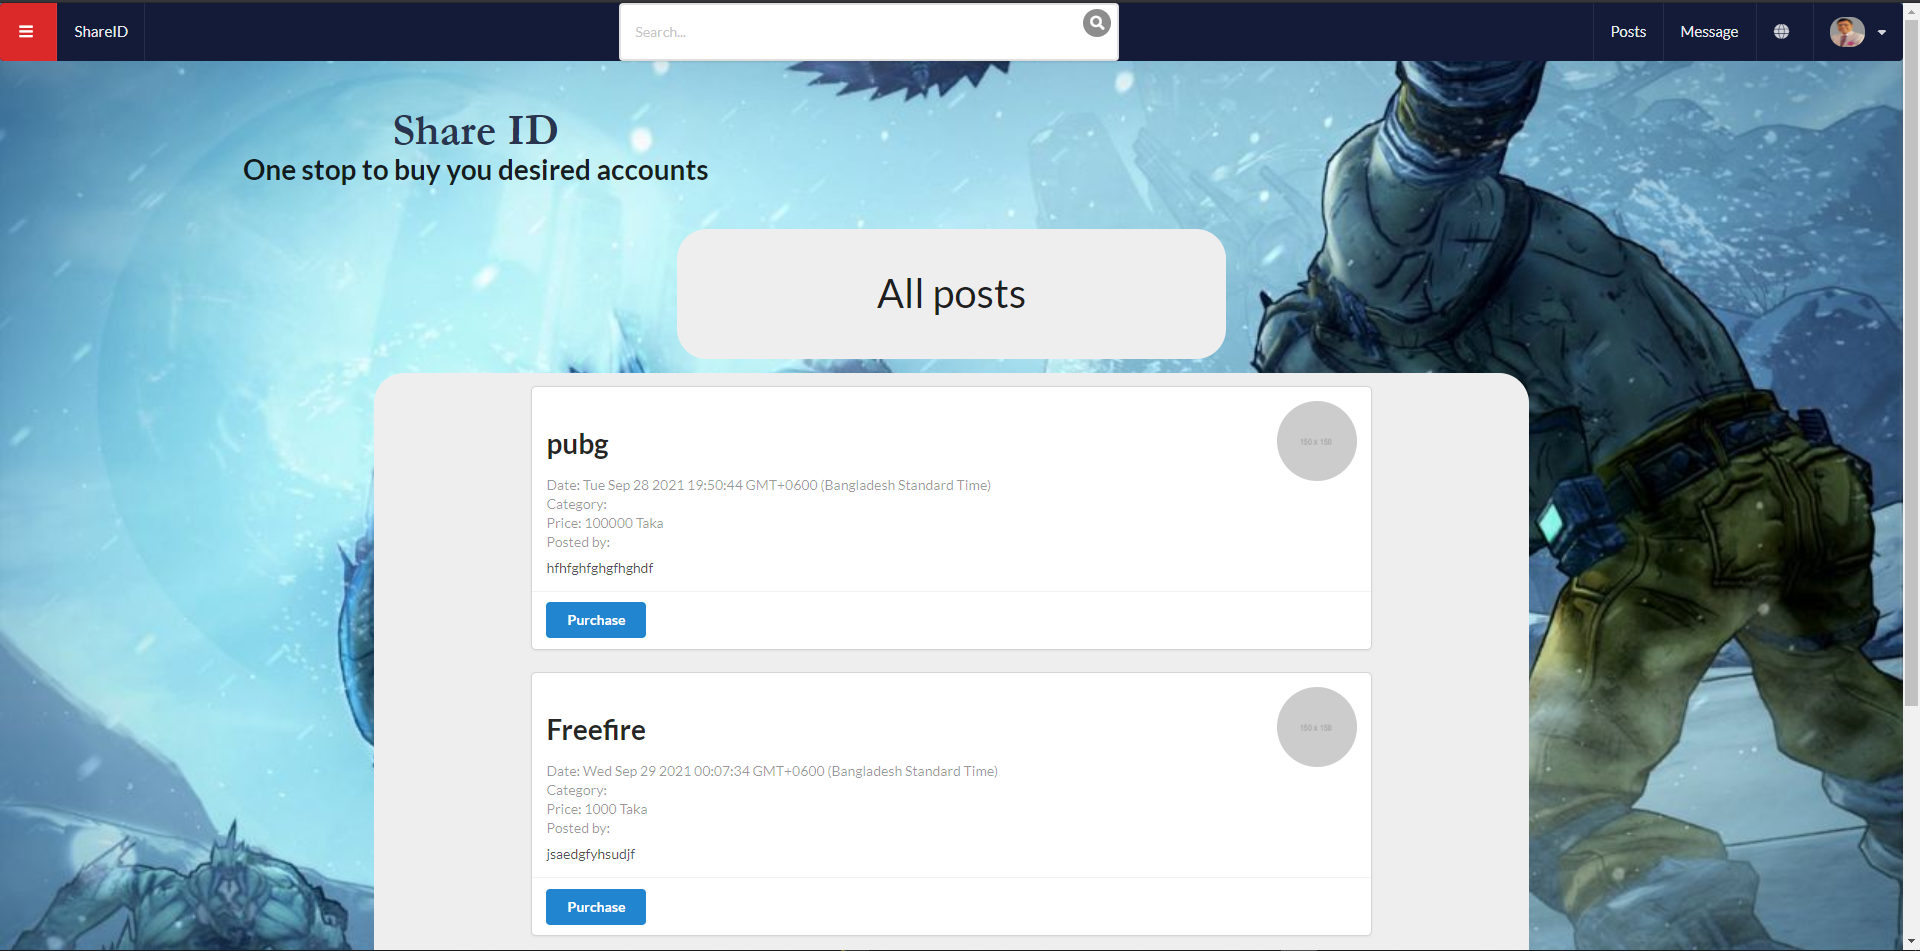 ShareID
Search...
Posts
Message
Share ID
One stop to buy you desired accounts
All posts
pubg
150 x 150
Date: Tue Sep 28 2021 19:50:44 GMT+0600 (Bangladesh Standard Time)
Category:
Price: 100000 Taka
Posted by:
hfhfghfghgfhghdf
Purchase
Freefire
150 x 150
Date: Wed Sep 29 2021 00:07:34 GMT+0600 (Bangladesh Standard Time)
Category:
Price: 1000 Taka
Posted by:
jsaedgfyhsudjf
Purchase